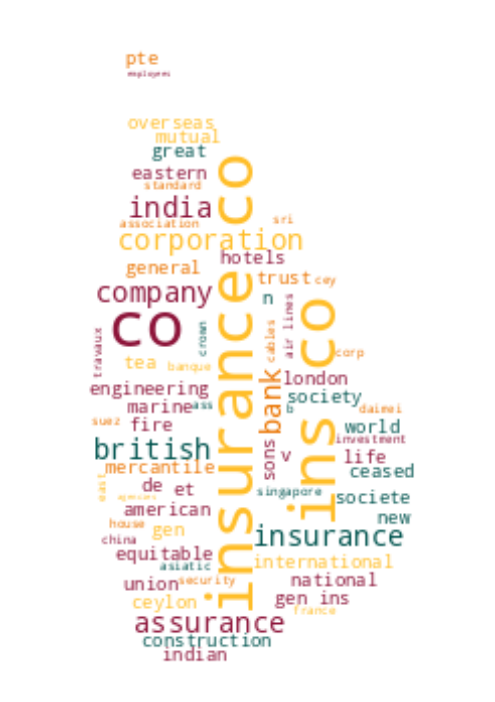 pte
employees
overseas
mutual
great
eastern
standard
india
association
sri
corporation
hotels
general
trust cey
company
n
air lines
co
insurance co
ins co
crown
cables
travaux
corp
tea
banque
london
engineering
bank
society
marine
ass
b
daimei
suez
fire
world
british
investment
sons
v
life
mercantile
ceased
de et
east
agencies
singapore
societe
american
new
house
gen
insurance
china
equitable
asiatic
international
union
security
national
ceylon
gen ins
france
assurance
construction
indian